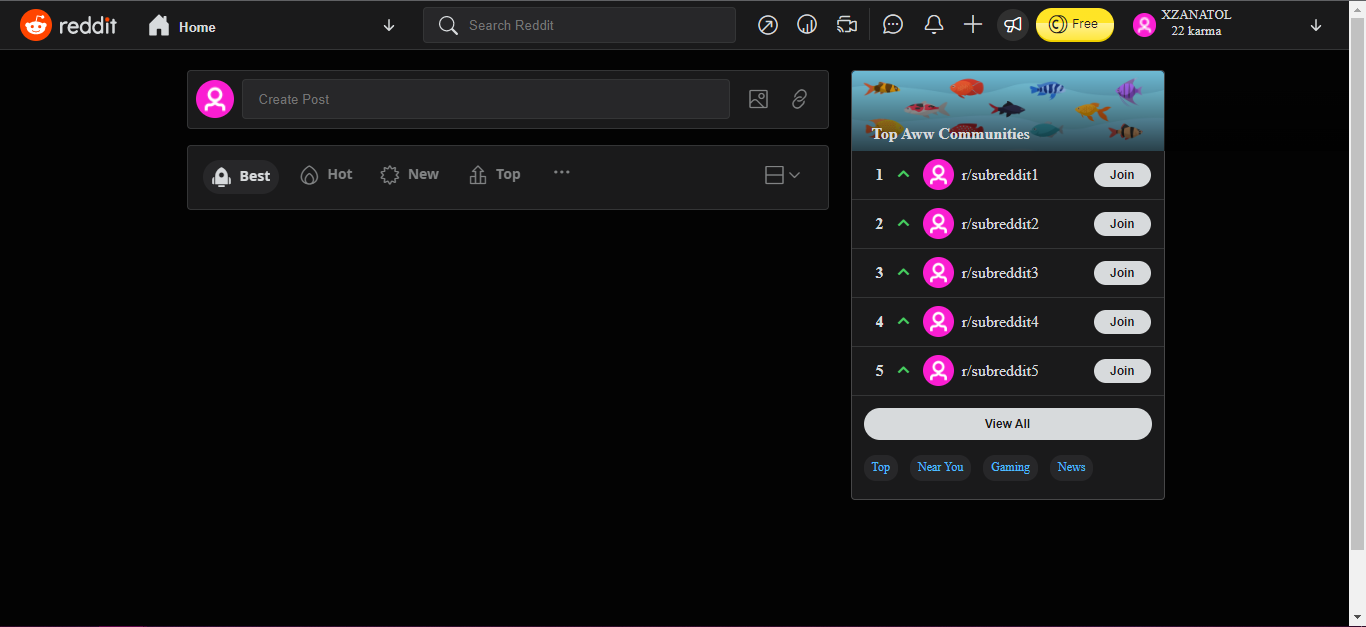 reddit
Home
Search Reddit
Free
XZANATOL
22 karma
Create Post
Best
Hot
New
Top
Top Aww Communities
1 r/subreddit1 Join
2 r/subreddit2 Join
3 r/subreddit3 Join
4 r/subreddit4 Join
5 r/subreddit5 Join
View All
Top Near You Gaming News